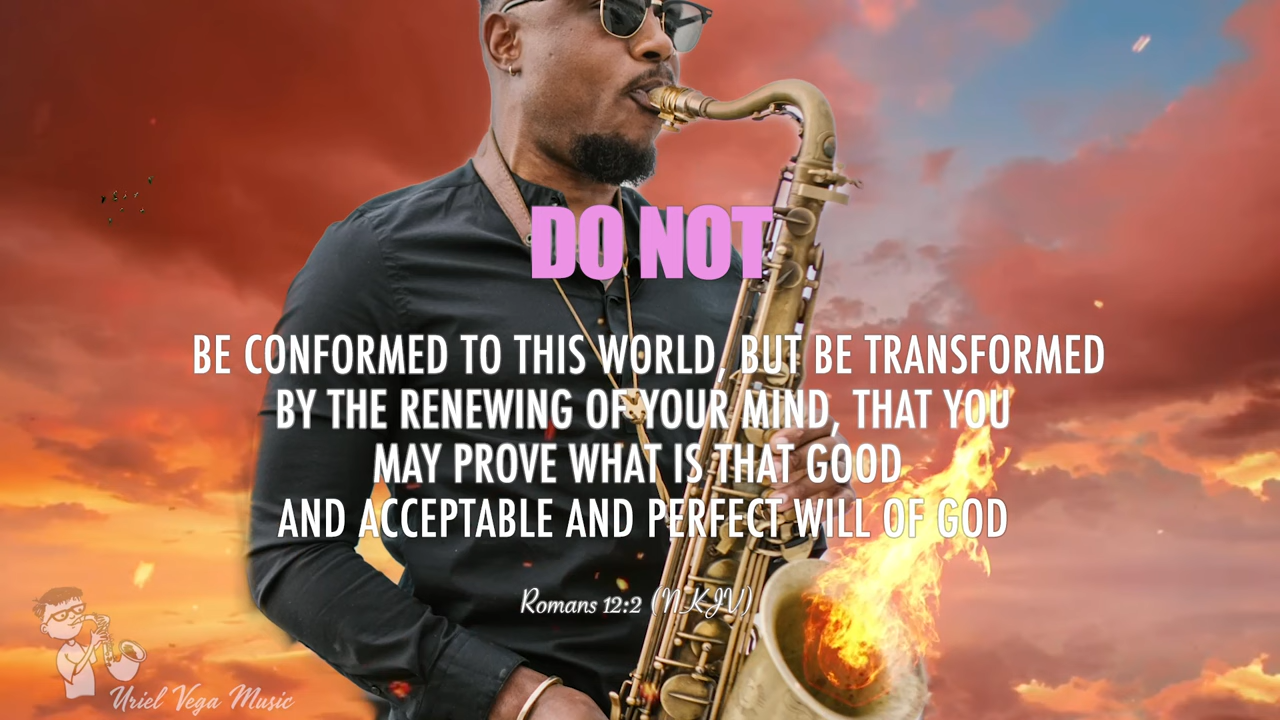 DO NOT
BE CONFORMED TO THIS WORLD, BUT BE TRANSFORMED
BY THE RENEWING OF YOUR MIND, THAT YOU
MAY PROVE WHAT IS THAT GOOD
AND ACCEPTABLE AND PERFECT WILL OF GOD
Romans 12:2 (NKJV)
Uriel Vega Music